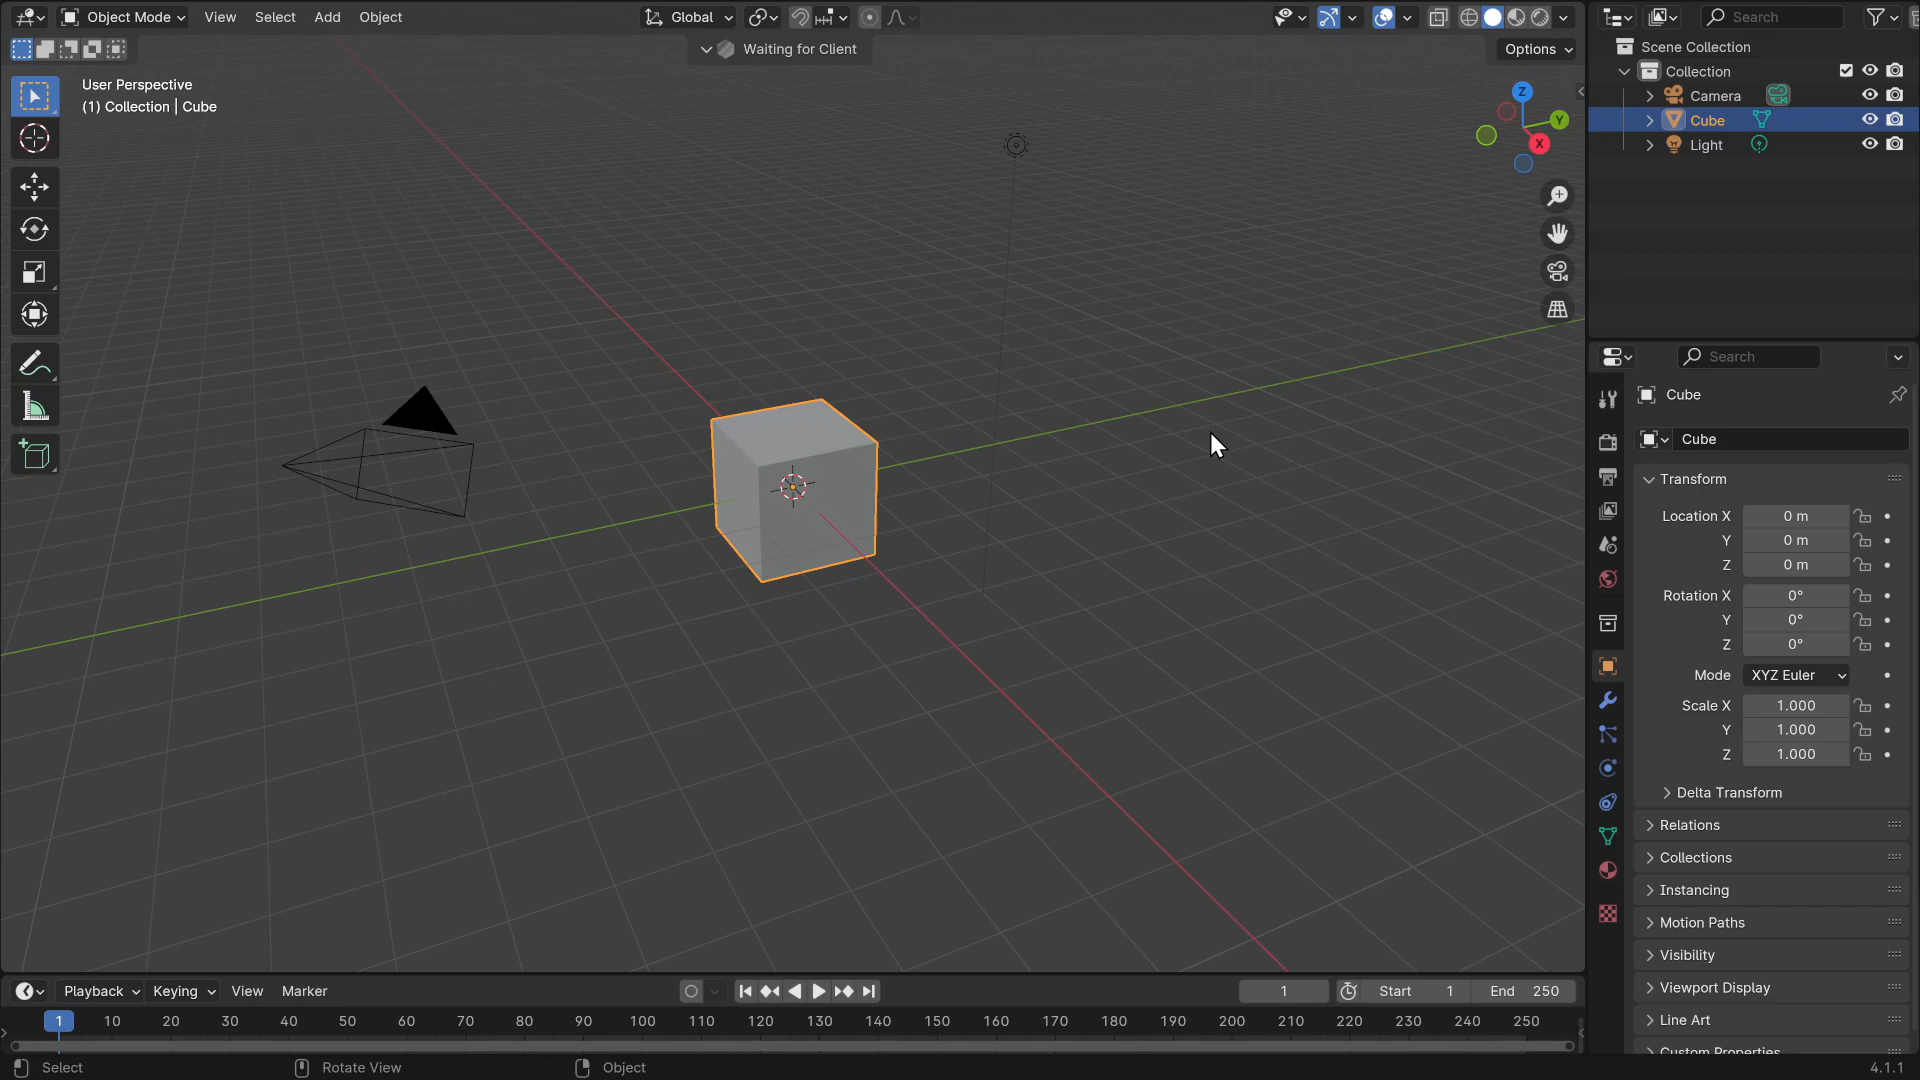 Object Mode View Select Add Object Global
Waiting for Client
Options
User Perspective
(1) Collection | Cube
Z
Y
X
Search
Scene Collection
Collection
Camera
Cube
Light
Search
Cube
Cube
Transform
Location X 0 m
Y 0 m
Z 0 m
Rotation X 0°
Y 0°
Z 0°
Mode XYZ Euler
Scale X 1.000
Y 1.000
Z 1.000
Delta Transform
Relations
Collections
Instancing
Motion Paths
Visibility
Viewport Display
Line Art
Custom Properties
Playback Keying View Marker 1 Start 1 End 250
1 10 20 30 40 50 60 70 80 90 100 110 120 130 140 150 160 170 180 190 200 210 220 230 240 250
Select Rotate View Object 4.1.1